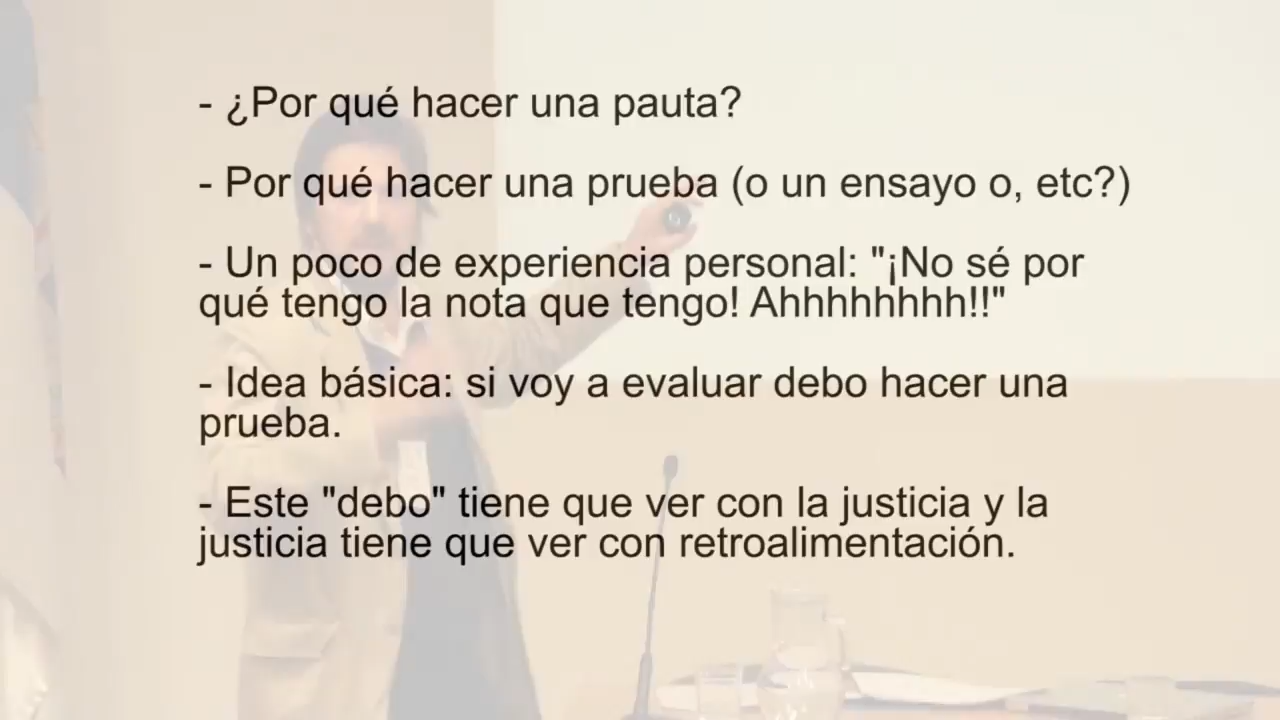 - ¿Por qué hacer una pauta?
- Por qué hacer una prueba (o un ensayo o, etc?)
- Un poco de experiencia personal: "¡No sé por
qué tengo la nota que tengo! Ahhhhhhhh!!"
- Idea básica: si voy a evaluar debo hacer una
prueba.
- Este "debo" tiene que ver con la justicia y la
justicia tiene que ver con retroalimentación.